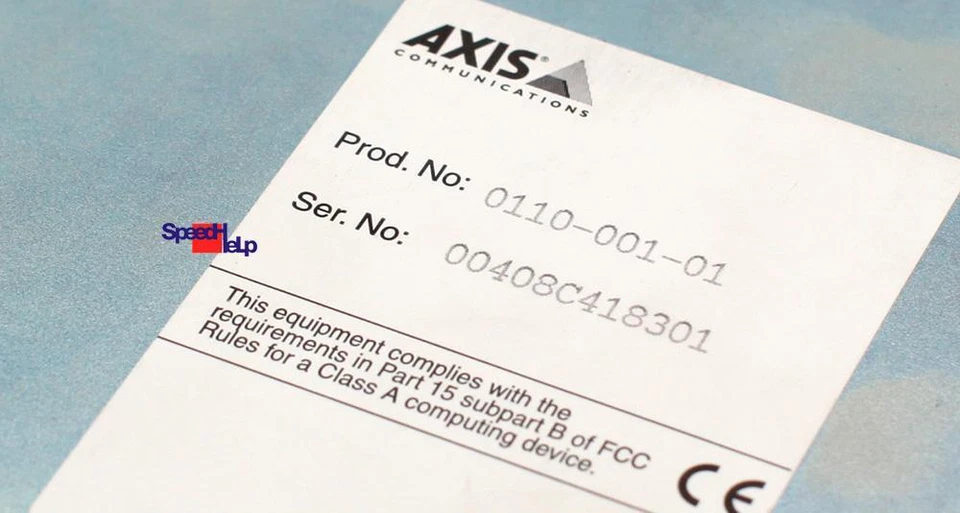 AXIS®
COMMUNICATIONS
Prod. No: 0110-001-01
Ser. No: 00408C418301
SpeedHeLp
This equipment complies with the
requirements in Part 15 subpart B of FCC
Rules for a Class A computing device.
CE